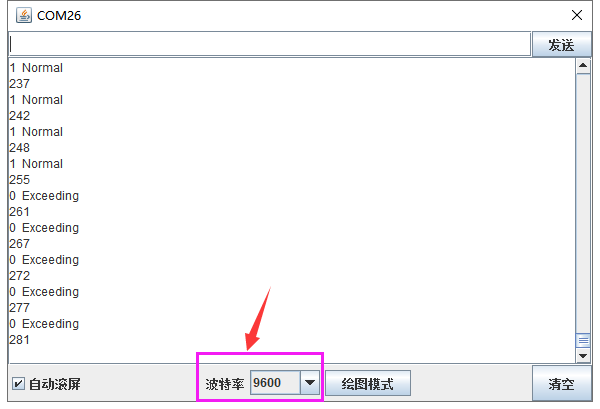 COM26
发送
1 Normal
237
1 Normal
242
1 Normal
248
1 Normal
255
0 Exceeding
261
0 Exceeding
267
0 Exceeding
272
0 Exceeding
277
0 Exceeding
281
自动滚屏 波特率 9600 绘图模式 清空